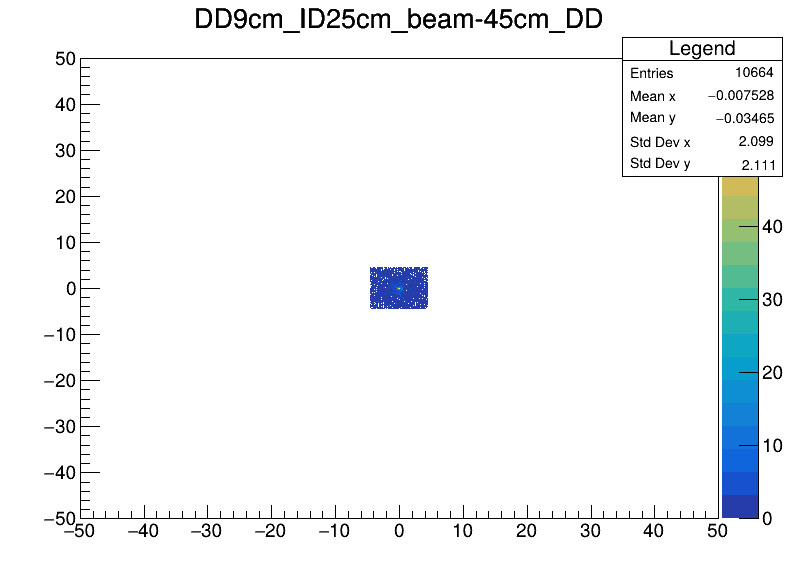 DD9cm_ID25cm_beam-45cm_DD
Legend
Entries 10664
Mean x −0.007528
Mean y −0.03465
Std Dev x 2.099
Std Dev y 2.111
50
40
30
20
10
0
−10
−20
−30
−40
−50
−50 −40 −30 −20 −10 0 10 20 30 40 50
40
30
20
10
0